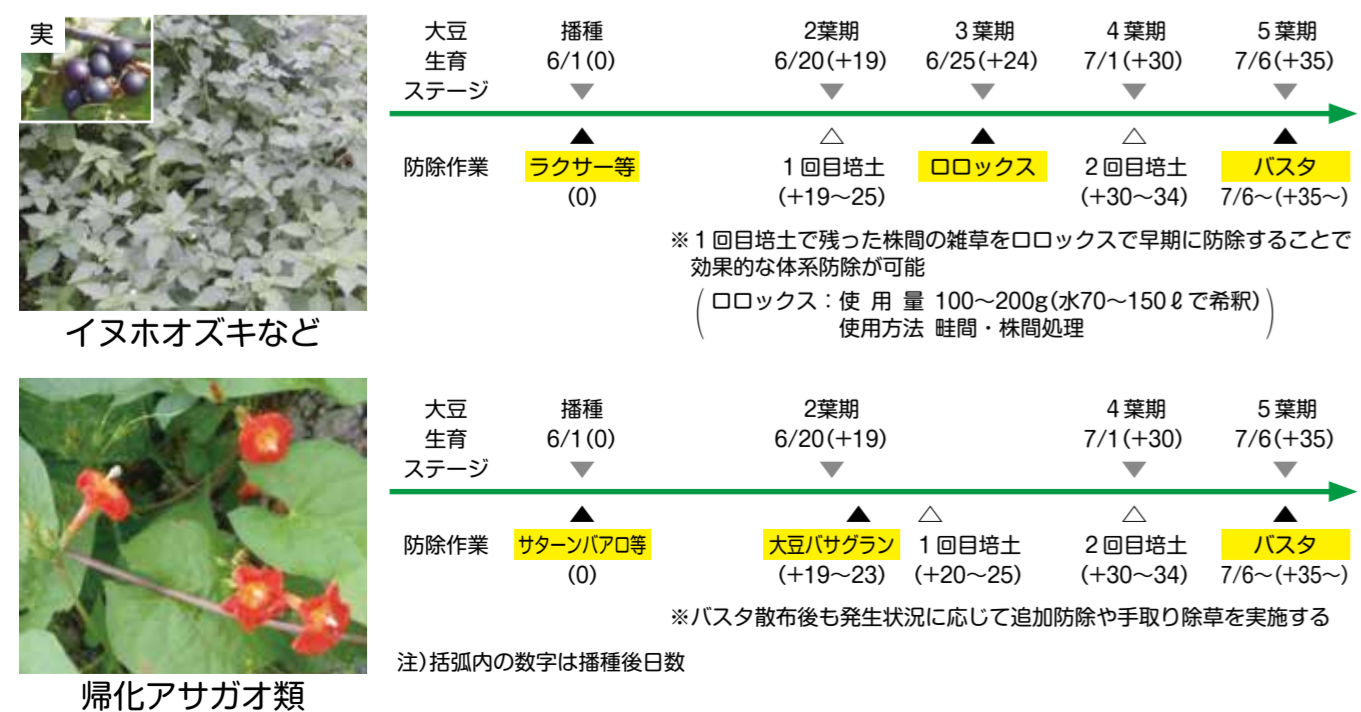 実
イヌホオズキなど
大豆 播種 2葉期 3葉期 4葉期 5葉期
生育 6/1(0) 6/20(+19) 6/25(+24) 7/1(+30) 7/6(+35)
ステージ ▼ ▼ ▼ ▼ ▼
▲ △ ▲ △ ▲
防除作業 ラクサー等 1回目培土 ロロックス 2回目培土 バスタ
(0) (+19〜25) (+30〜34) 7/6〜(+35〜)
※1回目培土で残った株間の雑草をロロックスで早期に防除することで
効果的な体系防除が可能
(ロロックス：使用量 100〜200g(水70〜150ℓで希釈)
使用方法 畦間・株間処理)
帰化アサガオ類
大豆 播種 2葉期 4葉期 5葉期
生育 6/1(0) 6/20(+19) 7/1(+30) 7/6(+35)
ステージ ▼ ▼ ▼ ▼
▲ ▲ △ △ ▲
防除作業 サターンバアロ等 大豆バサグラン 1回目培土 2回目培土 バスタ
(0) (+19〜23) (+20〜25) (+30〜34) 7/6〜(+35〜)
※バスタ散布後も発生状況に応じて追加防除や手取り除草を実施する
注)括弧内の数字は播種後日数